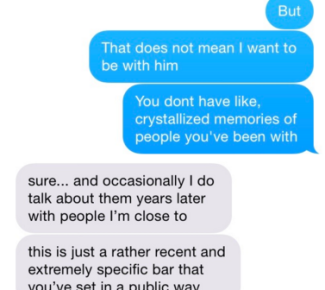 But
That does not mean I want to
be with him
You dont have like,
crystallized memories of
people you've been with
sure... and occasionally I do
talk about them years later
with people I'm close to
this is just a rather recent and
extremely specific bar that
you've set in a public way